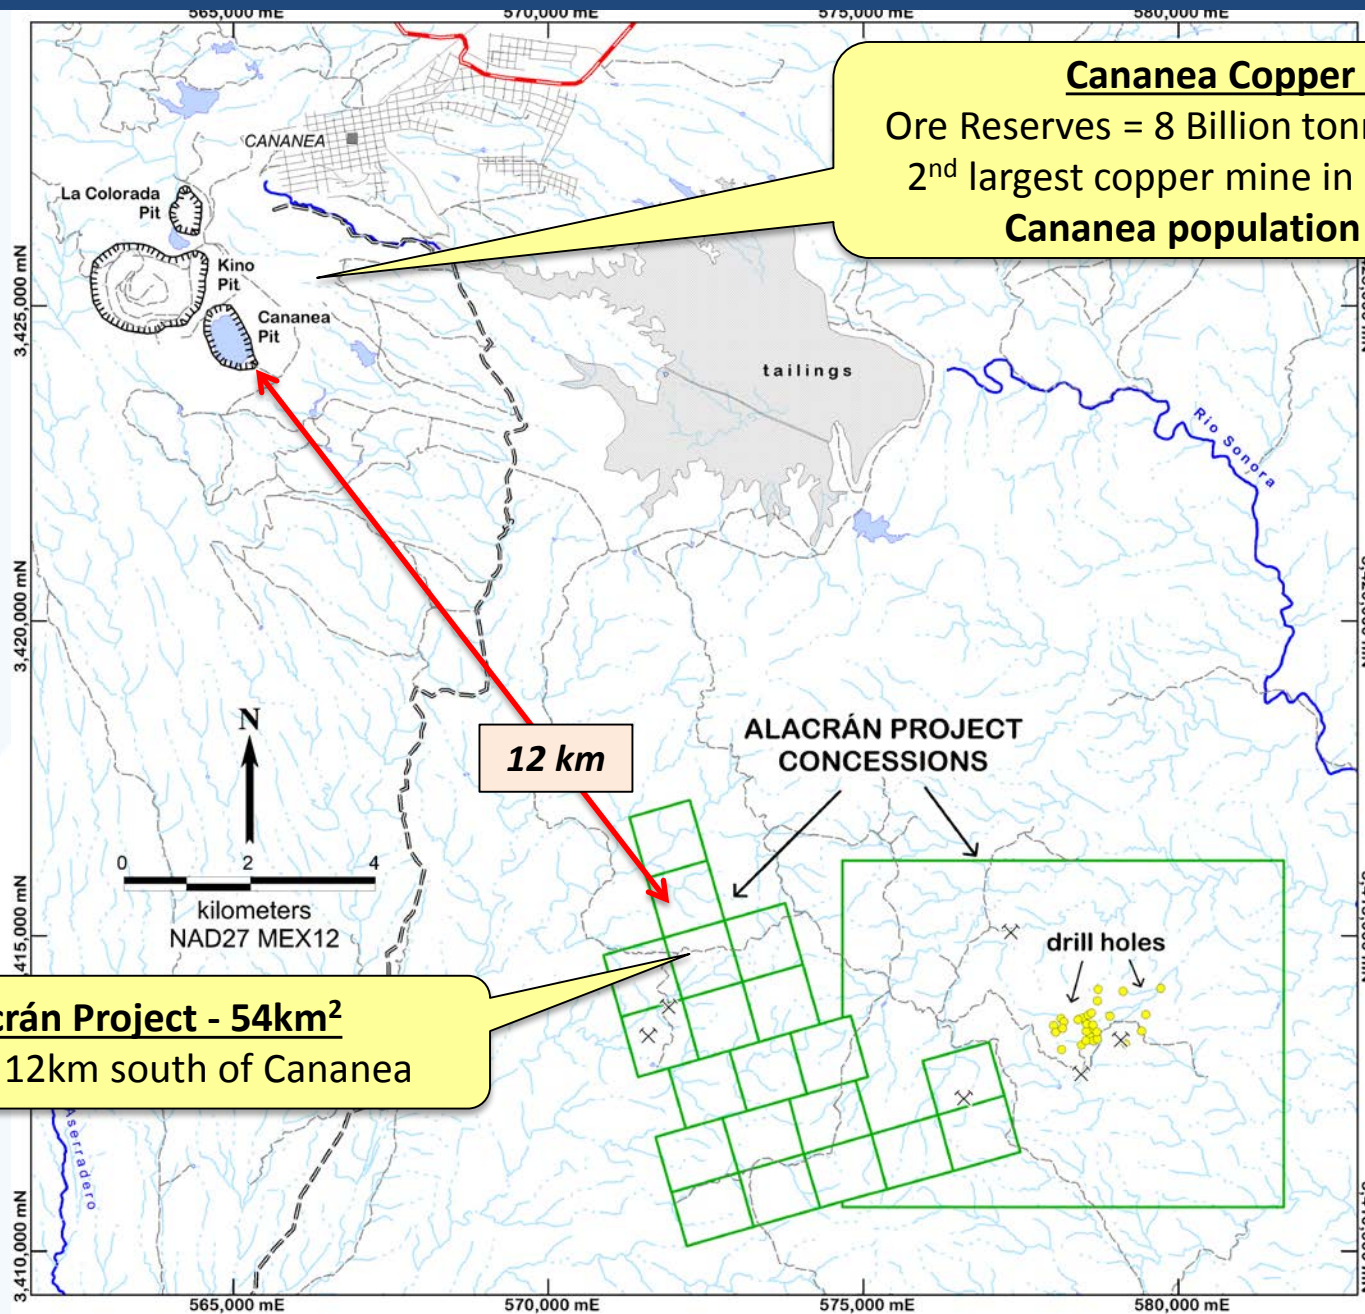 565,000 mE
570,000 mE
575,000 mE
580,000 mE
Cananea Copper
Ore Reserves = 8 Billion
2nd largest copper mine in
Cananea population
CANANEA
La Colorada
Pit
Kino
Pit
Cananea
Pit
3,425,000 mN
tailings
Rio Sonora
3,420,000 mN
N
12 km
ALACRÁN PROJECT
CONCESSIONS
0 2 4
kilometers
NAD27 MEX12
415,000 mN
drill holes
Project - 54km²
12km south of Cananea
Aserradero
3,410,000 mN
565,000 mE
570,000 mE
575,000 mE
580,000 mE